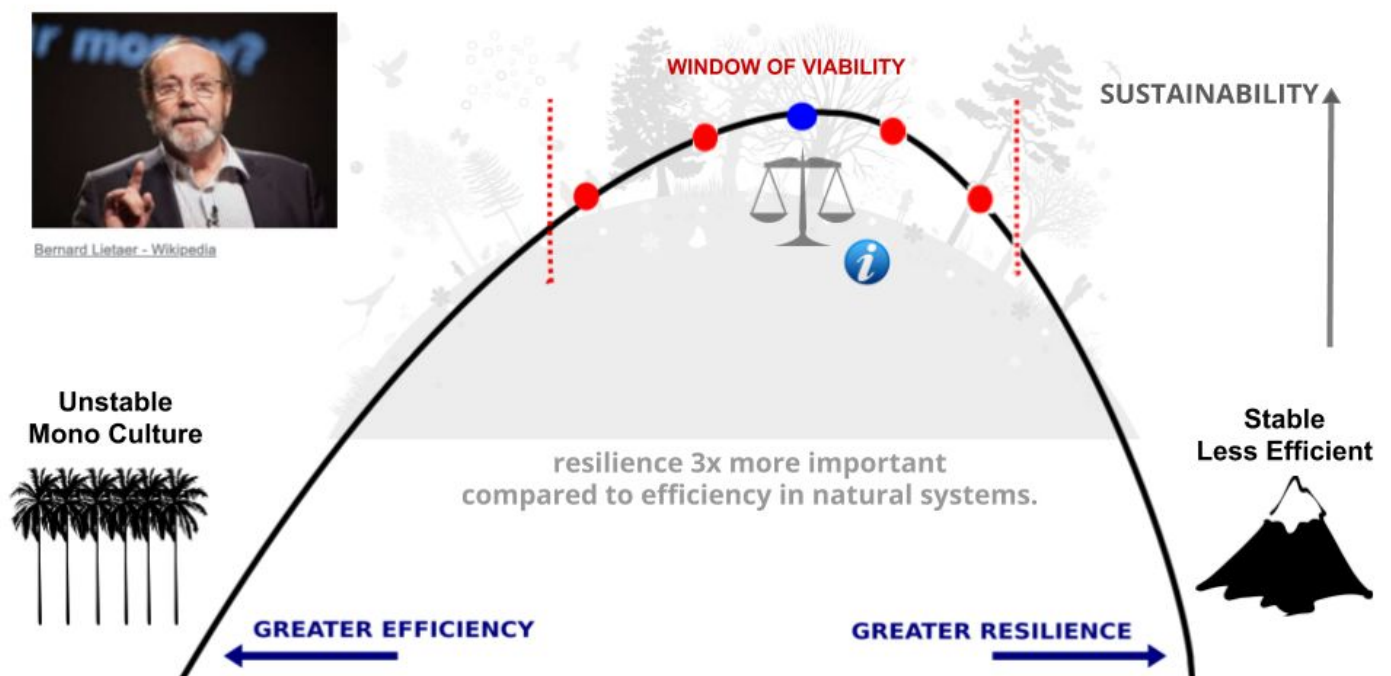 r money?
Bernard Lietaer - Wikipedia
WINDOW OF VIABILITY
SUSTAINABILITY
i
Unstable
Mono Culture
Stable
Less Efficient
resilience 3x more important
compared to efficiency in natural systems.
GREATER EFFICIENCY
GREATER RESILIENCE